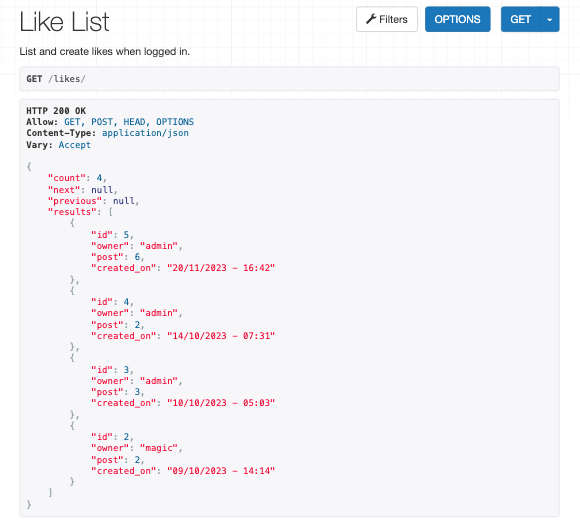 Like List
Filters
OPTIONS
GET
List and create likes when logged in.
GET /likes/
HTTP 200 OK
Allow: GET, POST, HEAD, OPTIONS
Content-Type: application/json
Vary: Accept
{
    "count": 4,
    "next": null,
    "previous": null,
    "results": [
        {
            "id": 5,
            "owner": "admin",
            "post": 6,
            "created_on": "20/11/2023 - 16:42"
        },
        {
            "id": 4,
            "owner": "admin",
            "post": 2,
            "created_on": "14/10/2023 - 07:31"
        },
        {
            "id": 3,
            "owner": "admin",
            "post": 3,
            "created_on": "10/10/2023 - 05:03"
        },
        {
            "id": 2,
            "owner": "magic",
            "post": 2,
            "created_on": "09/10/2023 - 14:14"
        }
    ]
}